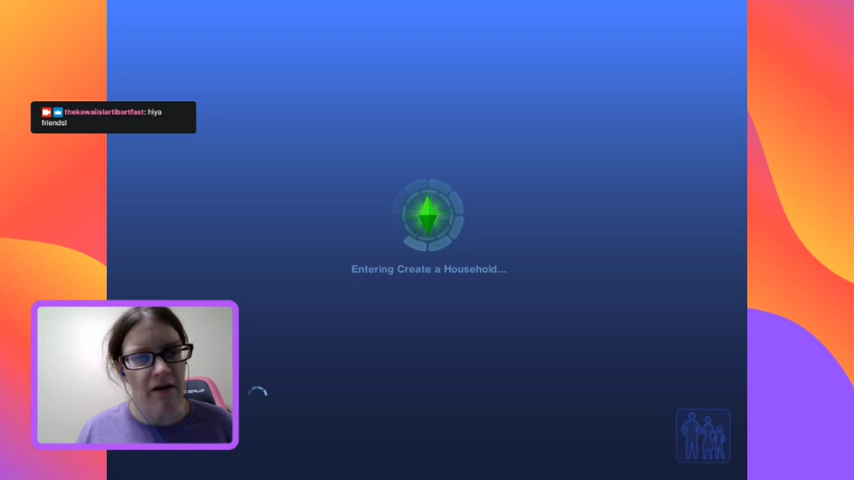 thekawaiislartibartfast: hiya
friends!
Entering Create a Household...